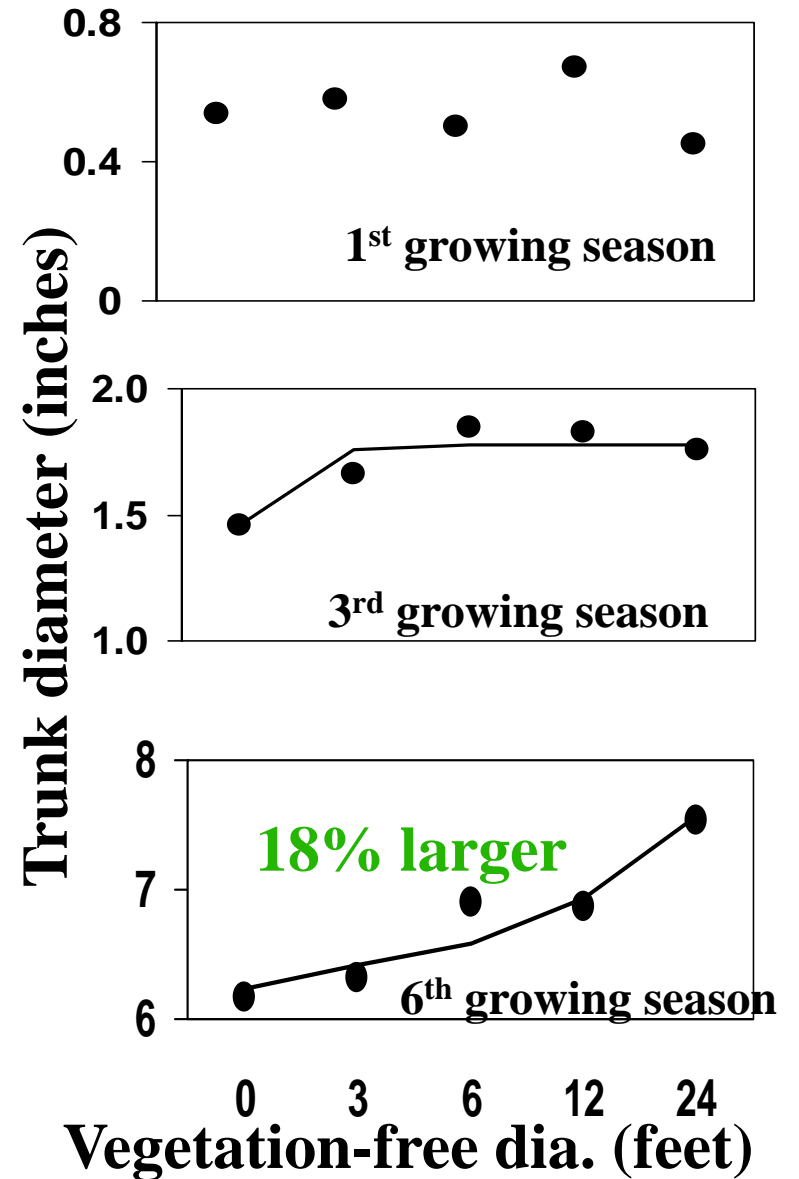 Trunk diameter (inches)
0.8
0.4
0
1st growing season
2.0
1.5
1.0
3rd growing season
8
7
6
18% larger
6th growing season
0 3 6 12 24
Vegetation-free dia. (feet)